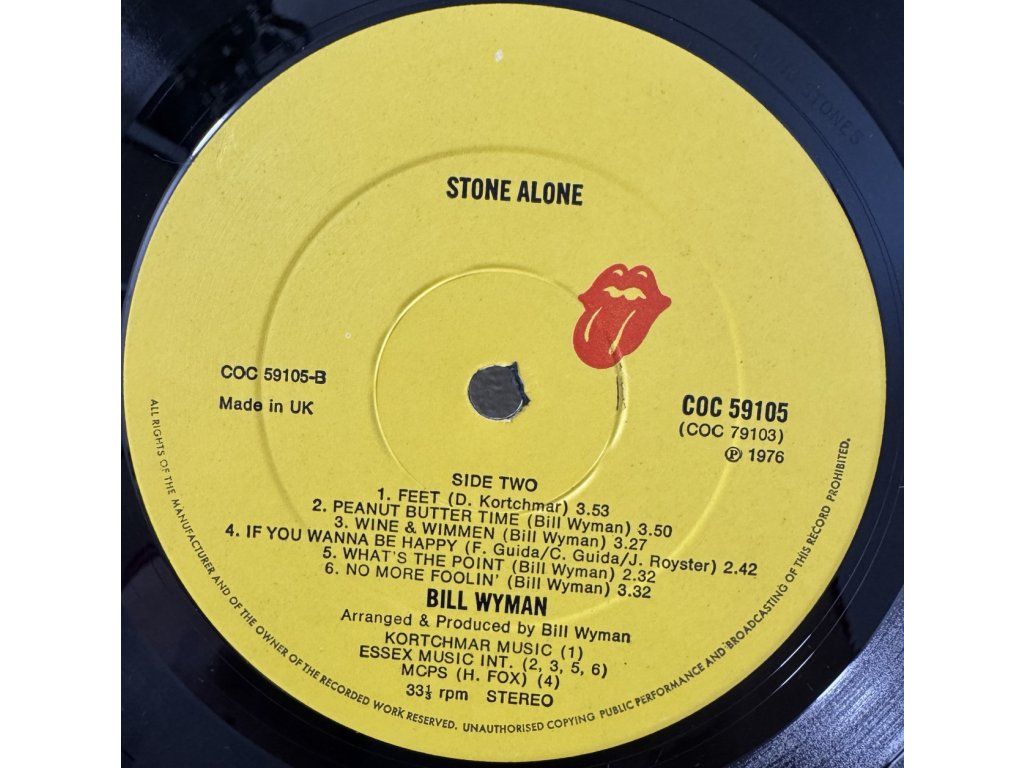 STONE ALONE
COC 59105-B
Made in UK
COC 59105
(COC 79103)
Ⓟ 1976
SIDE TWO
1. FEET (D. Kortchmar) 3.53
2. PEANUT BUTTER TIME (Bill Wyman) 3.50
3. WINE & WIMMEN (Bill Wyman) 3.27
4. IF YOU WANNA BE HAPPY (F. Guida/C. Guida/J. Royster) 2.42
5. WHAT'S THE POINT (Bill Wyman) 2.32
6. NO MORE FOOLIN' (Bill Wyman) 3.32
BILL WYMAN
Arranged & Produced by Bill Wyman
KORTCHMAR MUSIC (1)
ESSEX MUSIC INT. (2, 3, 5, 6)
MCPS (H. FOX) (4)
33⅓ rpm STEREO
ALL RIGHTS OF THE MANUFACTURER AND OF THE OWNER OF THE RECORDED WORK RESERVED. UNAUTHORISED COPYING PUBLIC PERFORMANCE AND BROADCASTING OF THIS RECORD PROHIBITED.
STONES